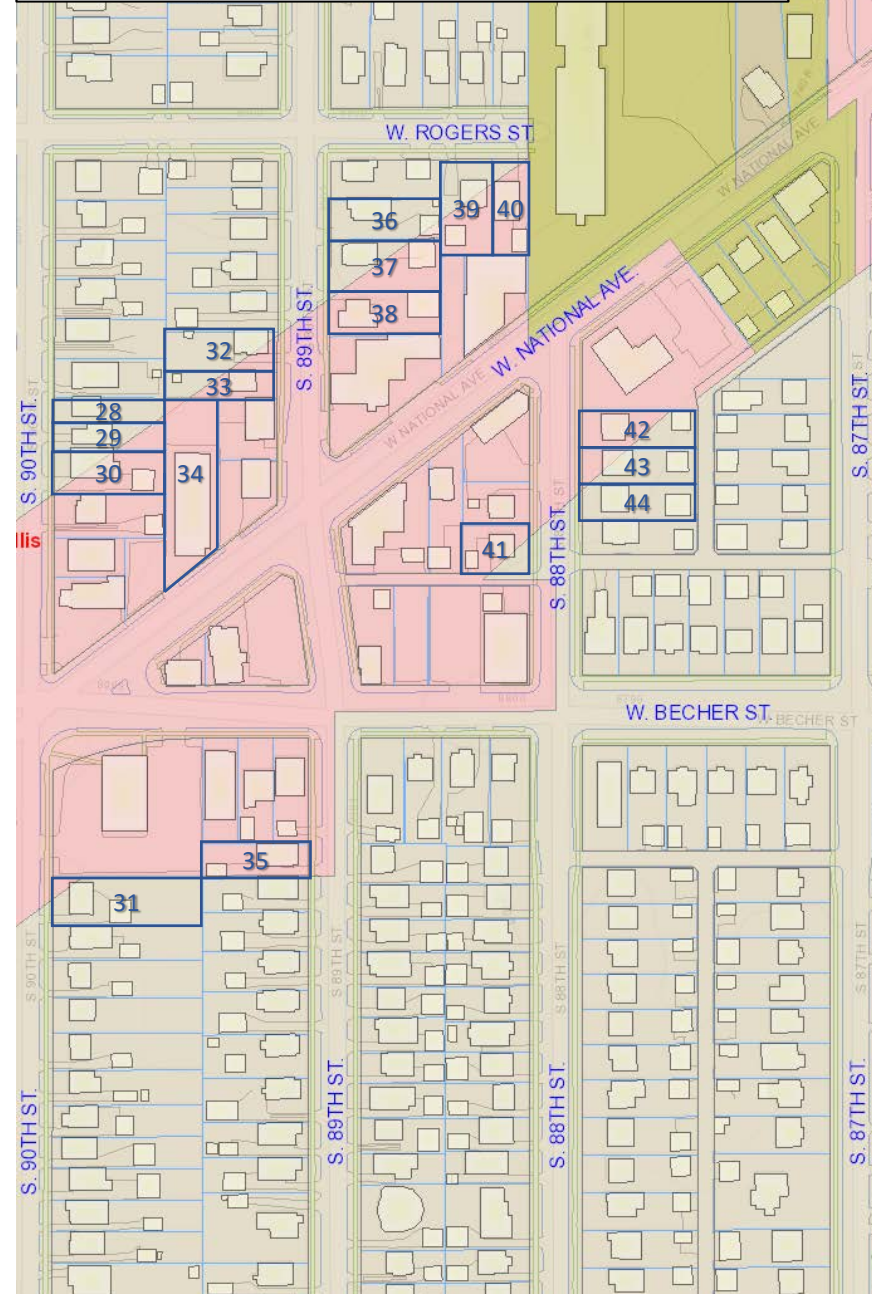 W. ROGERS ST.
W NATIONAL AVE
39
40
36
37
38
S. 89TH ST.
W. NATIONAL AVE.
W NATIONAL AVE
32
33
28
29
30
34
S. 90TH ST.
S. 87TH ST.
42
43
44
41
S. 88TH ST.
llis
W. BECHER ST.
W BECHER ST
35
31
S 90TH ST
S 89TH ST
S 88TH ST
S 87TH ST
S. 90TH ST.
S. 89TH ST.
S. 88TH ST.
S. 87TH ST.